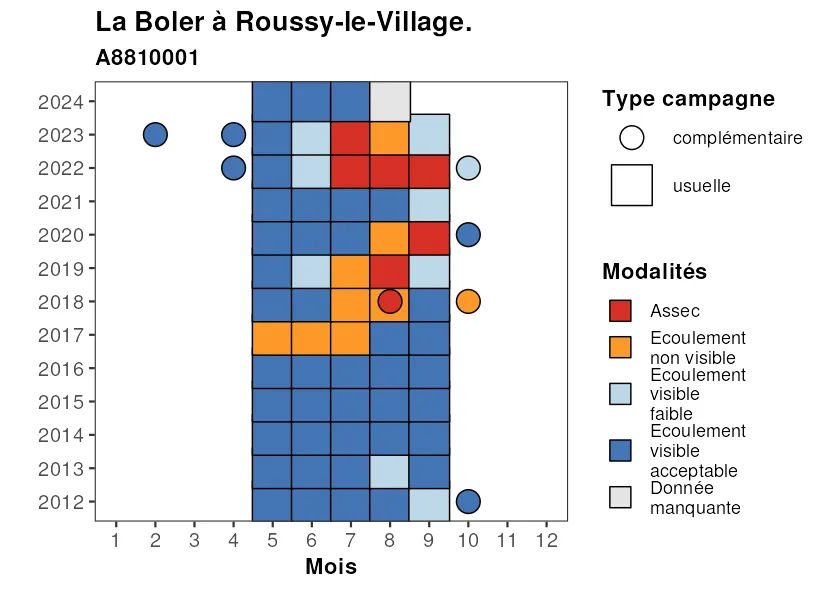 La Boler à Roussy-le-Village.
A8810001
2024
2023
2022
2021
2020
2019
2018
2017
2016
2015
2014
2013
2012
1 2 3 4 5 6 7 8 9 10 11 12
Mois
Type campagne
complémentaire
usuelle
Modalités
Assec
Ecoulement
non visible
Ecoulement
visible
faible
Ecoulement
visible
acceptable
Donnée
manquante